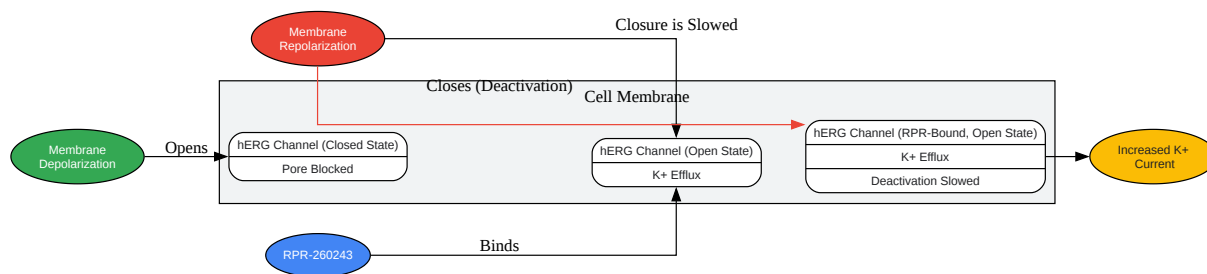 Membrane
Repolarization
Closure is Slowed
Closes (Deactivation)
Cell Membrane
Membrane
Depolarization
Opens
hERG Channel (Closed State)
Pore Blocked
hERG Channel (Open State)
K+ Efflux
hERG Channel (RPR-Bound, Open State)
K+ Efflux
Deactivation Slowed
Increased K+
Current
RPR-260243
Binds